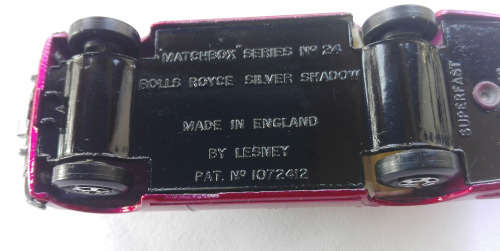 "MATCHBOX" SERIES Nº 24
ROLLS ROYCE SILVER SHADOW
MADE IN ENGLAND
BY LESNEY
PAT. Nº 1072412
SUPERFAST